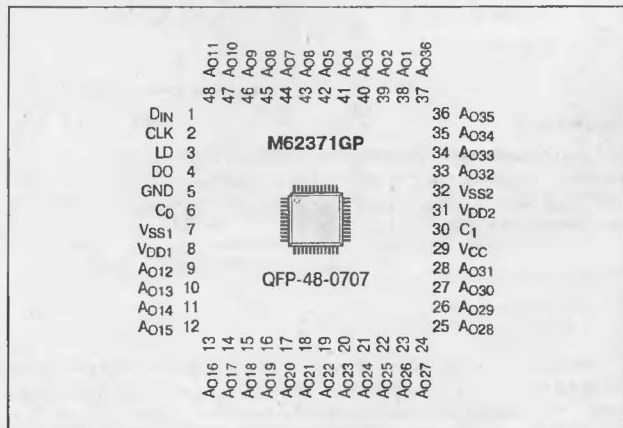 AO11 AO10 AO9 AO8 AO7 AO8 AO5 AO4 AO3 AO2 AO1 AO36
48 47 46 45 44 43 42 41 40 39 38 37
DIN 1
CLK 2
LD 3
DO 4
GND 5
C0 6
VSS1 7
VDD1 8
AO12 9
AO13 10
AO14 11
AO15 12
M62371GP
QFP-48-0707
36 AO35
35 AO34
34 AO33
33 AO32
32 VSS2
31 VDD2
30 C1
29 VCC
28 AO31
27 AO30
26 AO29
25 AO28
13 14 15 16 17 18 19 20 21 22 23 24
AO16 AO17 AO18 AO19 AO20 AO21 AO22 AO23 AO24 AO25 AO26 AO27